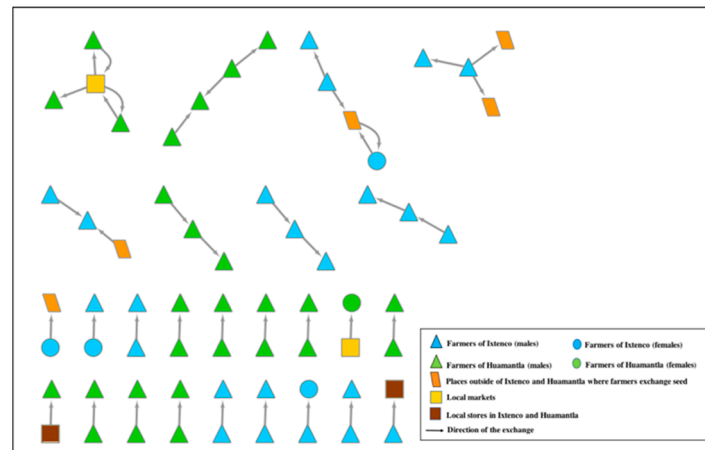 Farmers of Ixtenco (males)
Farmers of Ixtenco (females)
Farmers of Huamantla (males)
Farmers of Huamantla (females)
Places outside of Ixtenco and Huamantla where farmers exchange seed
Local markets
Local stores in Ixtenco and Huamantla
Direction of the exchange